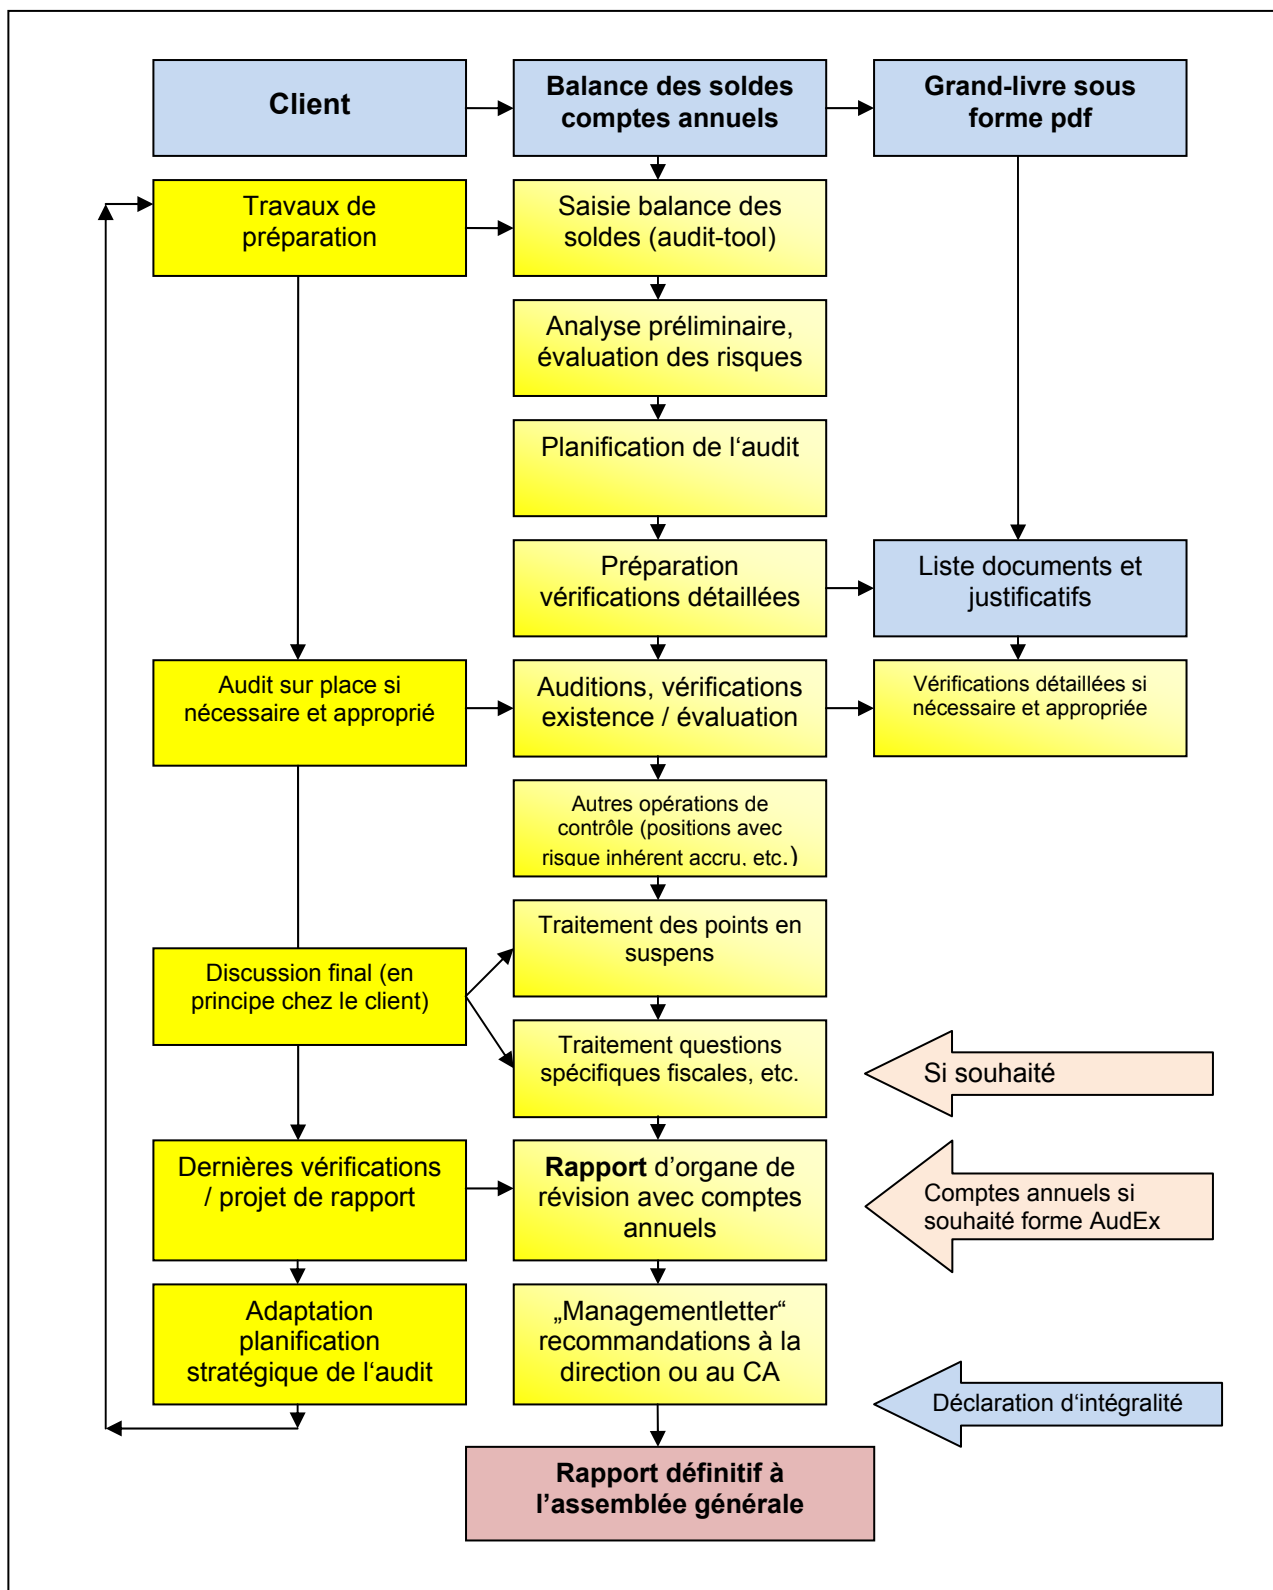 Client
Balance des soldes
comptes annuels
Grand-livre sous
forme pdf
Travaux de
préparation
Saisie balance des
soldes (audit-tool)
Analyse préliminaire,
évaluation des risques
Planification de l‘audit
Préparation
vérifications détaillées
Liste documents et
justificatifs
Audit sur place si
nécessaire et approprié
Auditions, vérifications
existence / évaluation
Vérifications détaillées si
nécessaire et appropriée
Autres opérations de
contrôle (positions avec
risque inhérent accru, etc.)
Traitement des points en
suspens
Discussion final (en
principe chez le client)
Traitement questions
spécifiques fiscales, etc.
Si souhaité
Dernières vérifications
/ projet de rapport
Rapport d’organe de
révision avec comptes
annuels
Comptes annuels si
souhaité forme AudEx
Adaptation
planification
stratégique de l‘audit
„Managementletter“
recommandations à la
direction ou au CA
Déclaration d‘intégralité
Rapport définitif à
l’assemblée générale